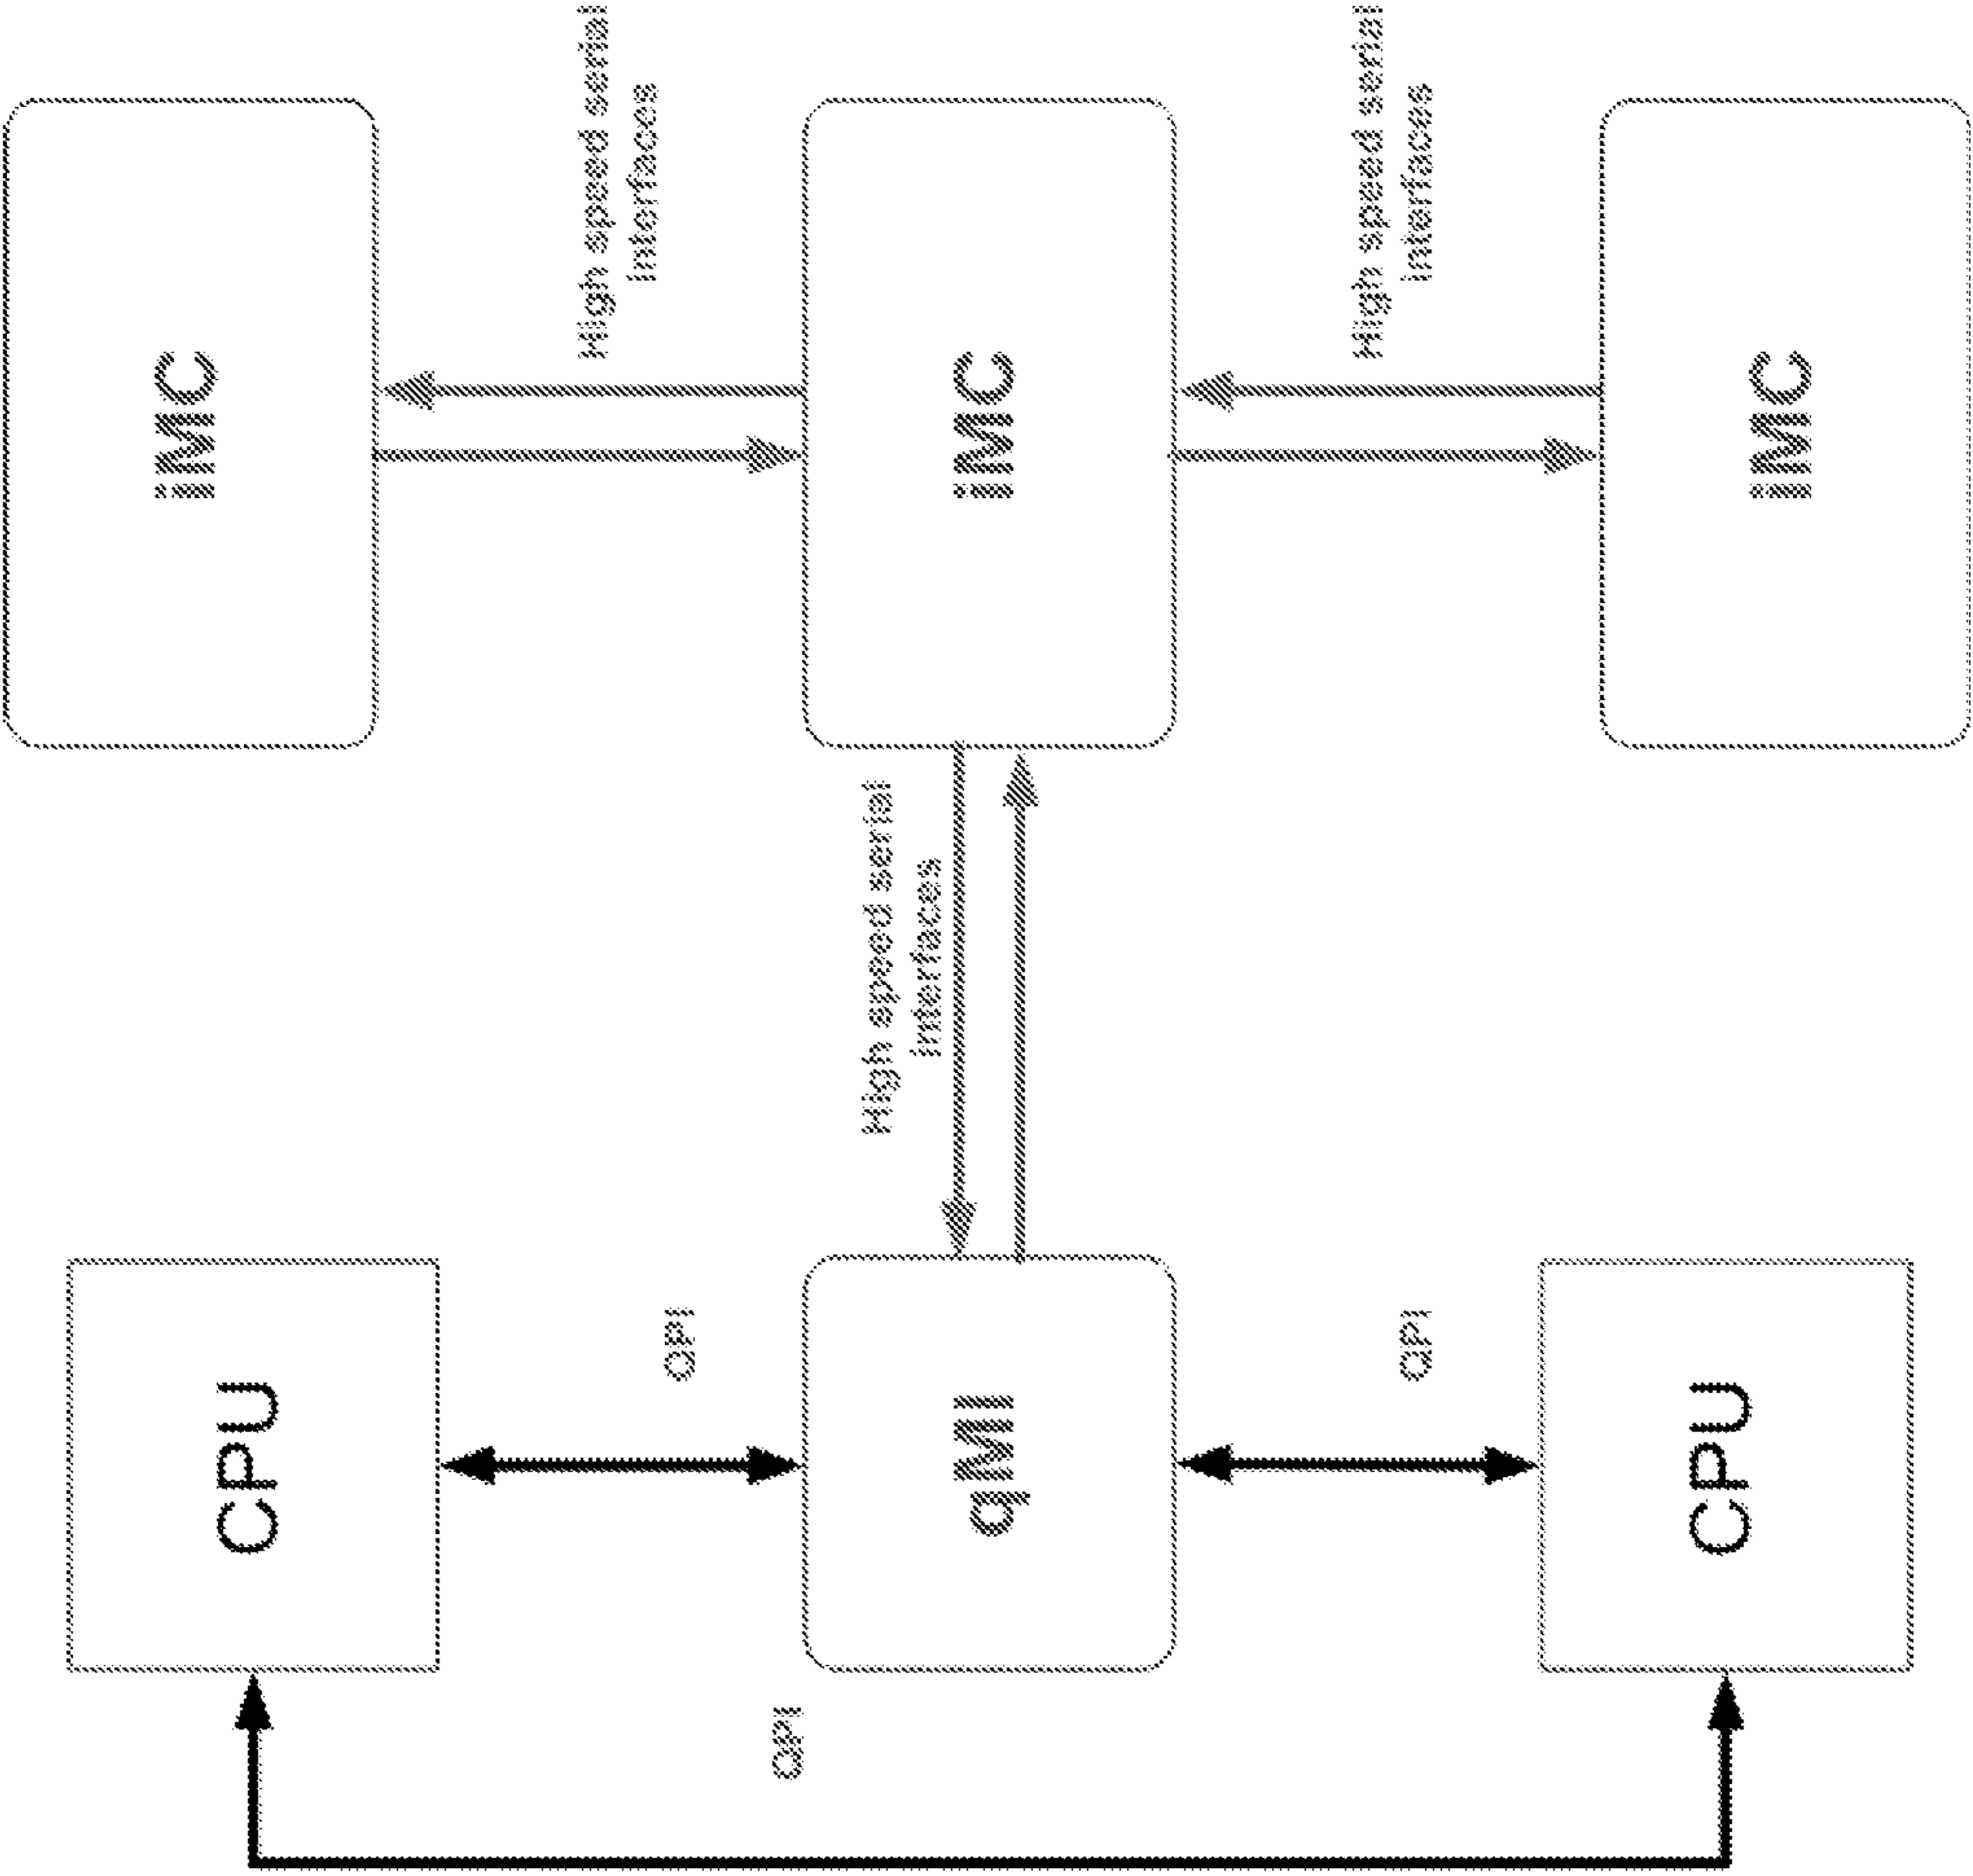 CPU
iMC
High speed serial
interfaces
QPI
QPI
High speed serial
interfaces
qMI
iMC
High speed serial
interfaces
QPI
CPU
iMC